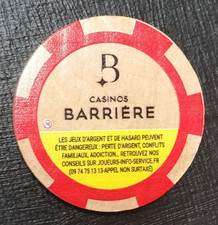 B
CASINOS
BARRIÈRE
LES JEUX D'ARGENT ET DE HASARD PEUVENT
ÊTRE DANGEREUX : PERTE D'ARGENT, CONFLITS
FAMILIAUX, ADDICTION... RETROUVEZ NOS
CONSEILS SUR JOUEURS-INFO-SERVICE.FR
(09 74 75 13 13-APPEL NON SURTAXÉ)